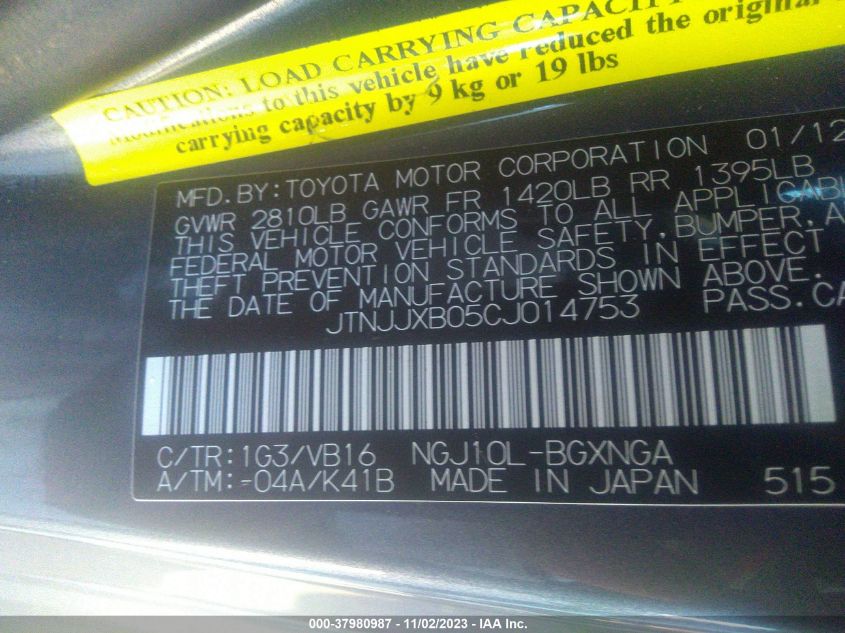 CAUTION: LOAD CARRYING CAPACITY
Modifications to this vehicle have reduced the original
carrying capacity by 9 kg or 19 lbs
MFD.BY:TOYOTA MOTOR CORPORATION 01/12
GVWR 2810LB GAWR FR 1420LB RR 1395LB
THIS VEHICLE CONFORMS TO ALL APPLICABL
FEDERAL MOTOR VEHICLE SAFETY,BUMPER,A
THEFT PREVENTION STANDARDS IN EFFECT
THE DATE OF MANUFACTURE SHOWN ABOVE.
JTNJJXB05CJ014753 PASS.CA
C/TR:1G3/VB16 NGJ10L-BGXNGA
A/TM:-04A/K41B MADE IN JAPAN 515
000-37980987 - 11/02/2023 - IAA Inc.